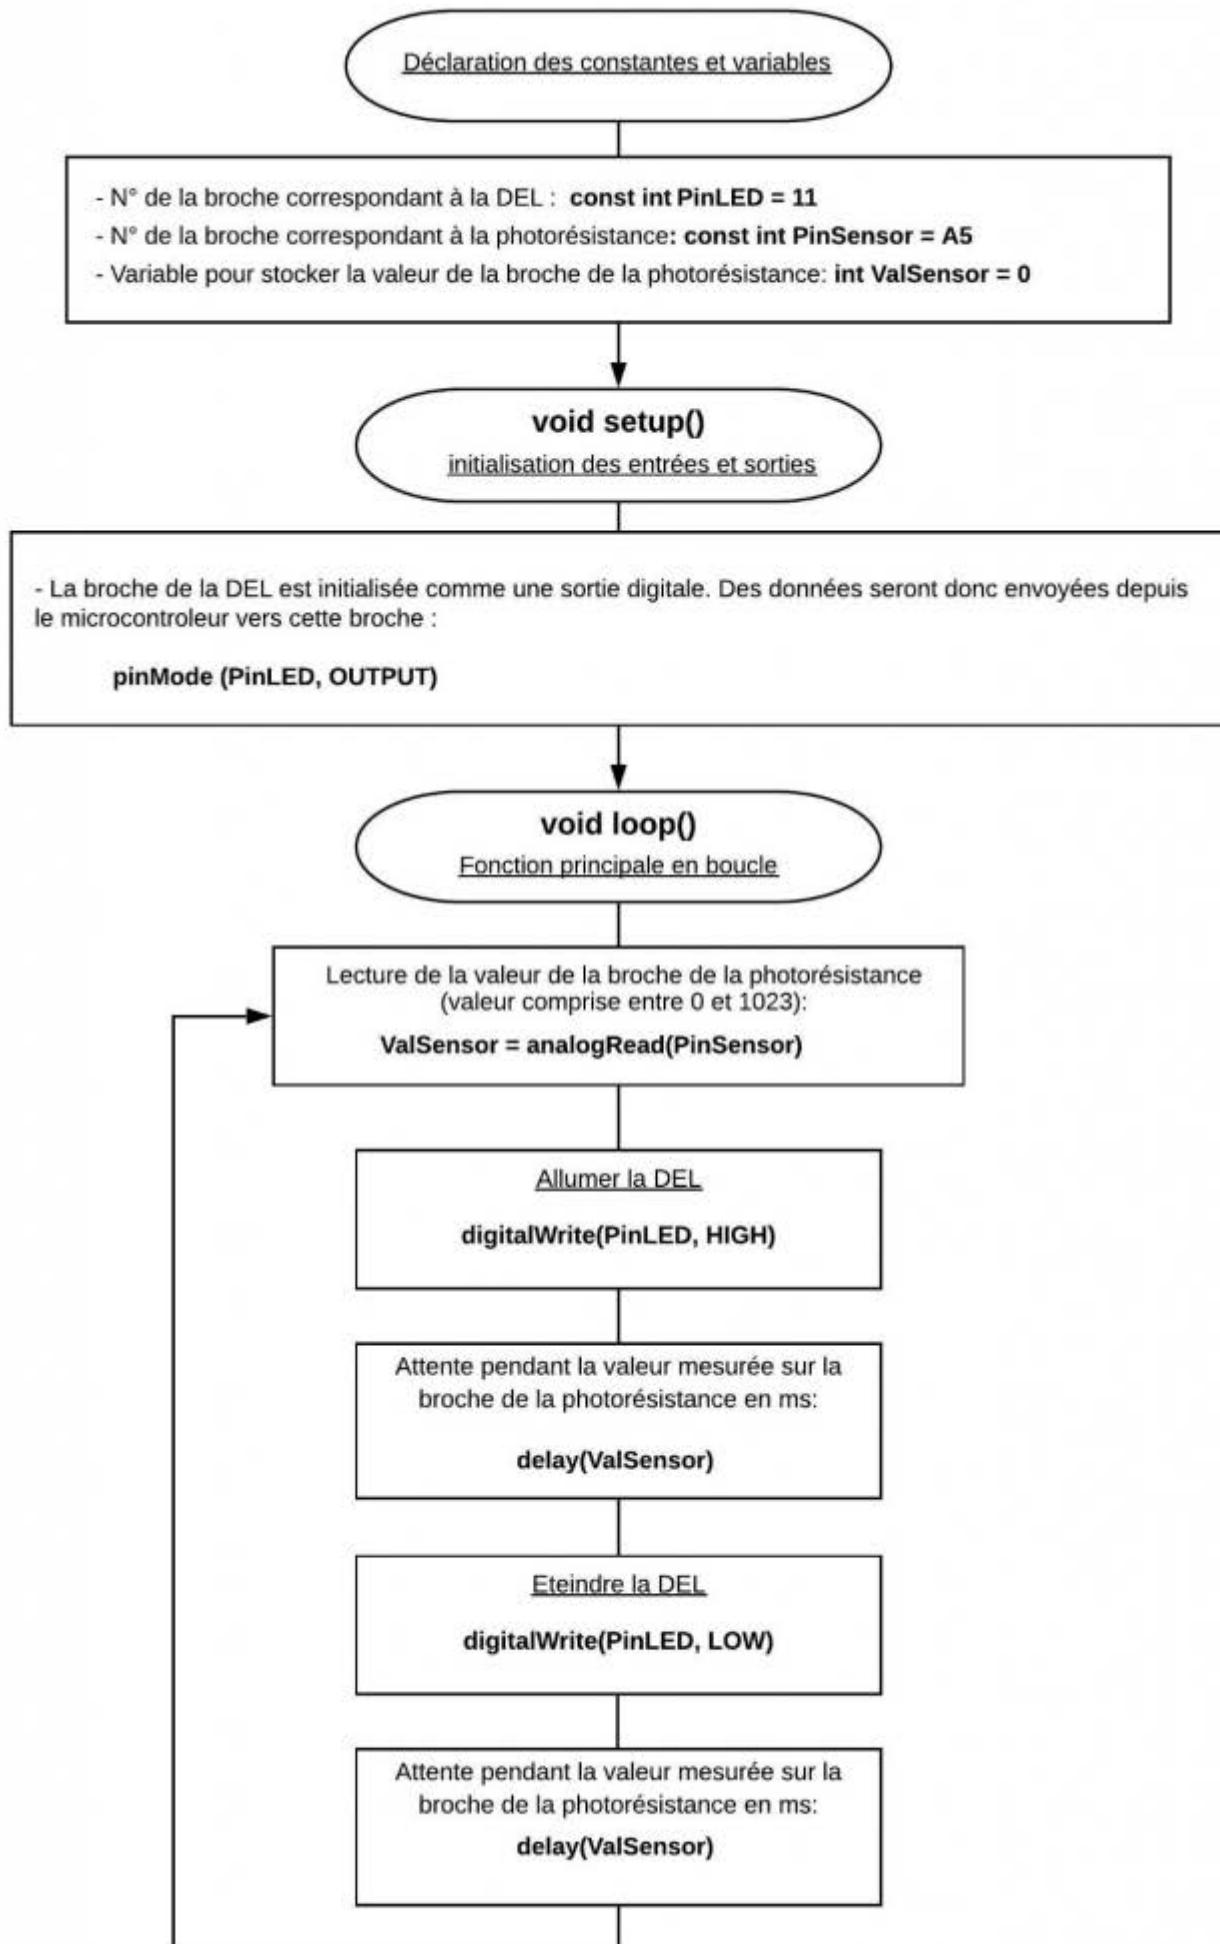 Déclaration des constantes et variables
- N° de la broche correspondant à la DEL : const int PinLED = 11
- N° de la broche correspondant à la photorésistance: const int PinSensor = A5
- Variable pour stocker la valeur de la broche de la photorésistance: int ValSensor = 0
void setup()
initialisation des entrées et sorties
- La broche de la DEL est initialisée comme une sortie digitale. Des données seront donc envoyées depuis
le microcontroleur vers cette broche :
pinMode (PinLED, OUTPUT)
void loop()
Fonction principale en boucle
Lecture de la valeur de la broche de la photorésistance
(valeur comprise entre 0 et 1023):
ValSensor = analogRead(PinSensor)
Allumer la DEL
digitalWrite(PinLED, HIGH)
Attente pendant la valeur mesurée sur la
broche de la photorésistance en ms:
delay(ValSensor)
Eteindre la DEL
digitalWrite(PinLED, LOW)
Attente pendant la valeur mesurée sur la
broche de la photorésistance en ms:
delay(ValSensor)